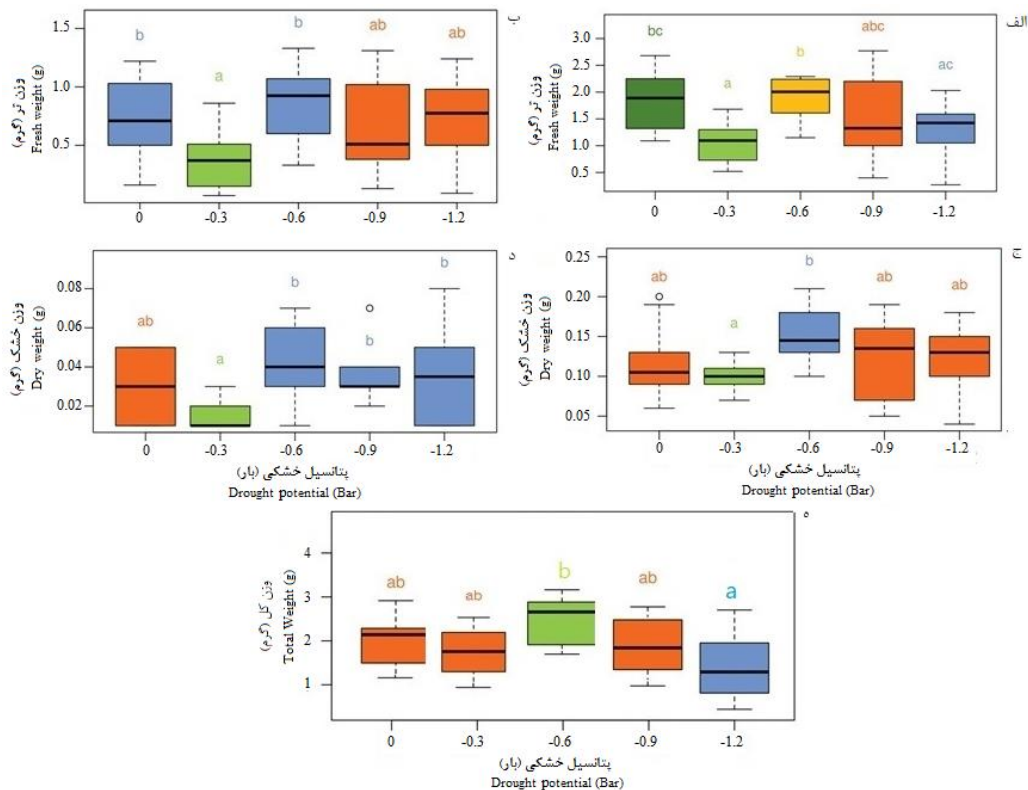 وزن تر (گرم)
Fresh weight (g)
1.5
1.0
0.5
b
a
b
ab
ab
0
-0.3
-0.6
-0.9
-1.2
الف
وزن تر (گرم)
Fresh weight (g)
3.0
2.5
2.0
1.5
1.0
0.5
bc
a
b
abc
ac
0
-0.3
-0.6
-0.9
-1.2
وزن خشک (گرم)
Dry weight (g)
0.08
0.06
0.04
0.02
ab
a
b
b
b
0
-0.3
-0.6
-0.9
-1.2
پتانسیل خشکی (بار)
Drought potential (Bar)
وزن خشک (گرم)
Dry weight (g)
0.25
0.20
0.15
0.10
0.05
ab
a
b
ab
ab
0
-0.3
-0.6
-0.9
-1.2
پتانسیل خشکی (بار)
Drought potential (Bar)
ه
وزن کل (گرم)
Total Weight (g)
4
3
2
1
ab
ab
b
ab
a
0
-0.3
-0.6
-0.9
-1.2
پتانسیل خشکی (بار)
Drought potential (Bar)